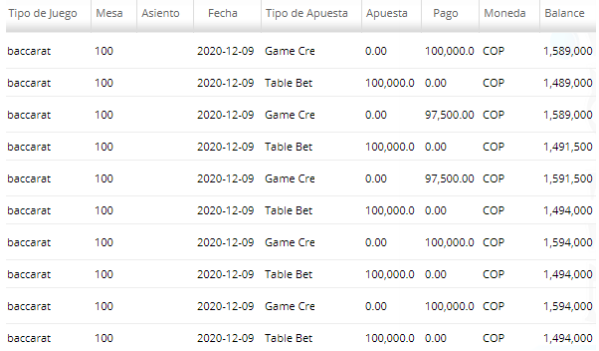 Tipo de Juego Mesa Asiento Fecha Tipo de Apuesta Apuesta Pago Moneda Balance
baccarat 100 2020-12-09 Game Cre 0.00 100,000.0 COP 1,589,000
baccarat 100 2020-12-09 Table Bet 100,000.0 0.00 COP 1,489,000
baccarat 100 2020-12-09 Game Cre 0.00 97,500.00 COP 1,589,000
baccarat 100 2020-12-09 Table Bet 100,000.0 0.00 COP 1,491,500
baccarat 100 2020-12-09 Game Cre 0.00 97,500.00 COP 1,591,500
baccarat 100 2020-12-09 Table Bet 100,000.0 0.00 COP 1,494,000
baccarat 100 2020-12-09 Game Cre 0.00 100,000.0 COP 1,594,000
baccarat 100 2020-12-09 Table Bet 100,000.0 0.00 COP 1,494,000
baccarat 100 2020-12-09 Game Cre 0.00 100,000.0 COP 1,594,000
baccarat 100 2020-12-09 Table Bet 100,000.0 0.00 COP 1,494,000